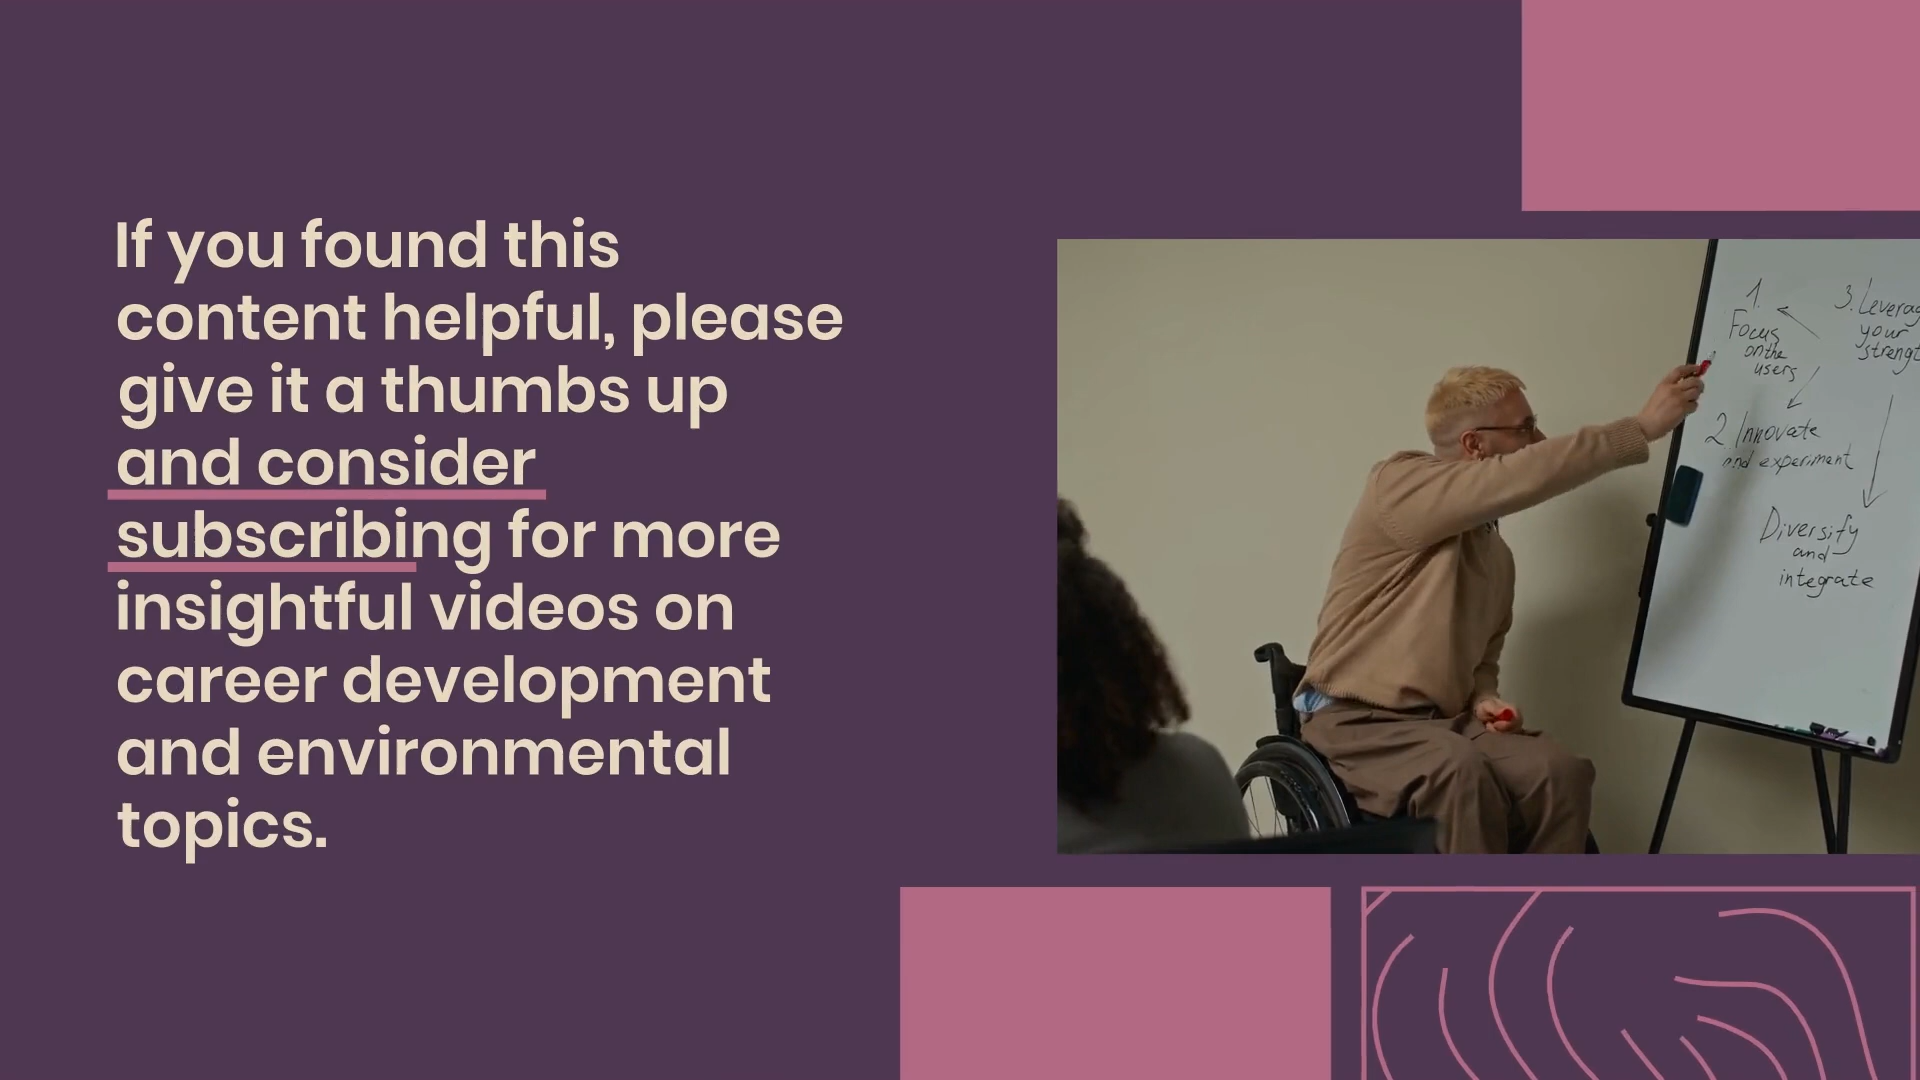 If you found this
content helpful, please
give it a thumbs up
and consider
subscribing for more
insightful videos on
career development
and environmental
topics.
1.
Focus
on the
users
2. Innovate
and experiment
3. Leverag
your
strengt
Diversify
and
integrate